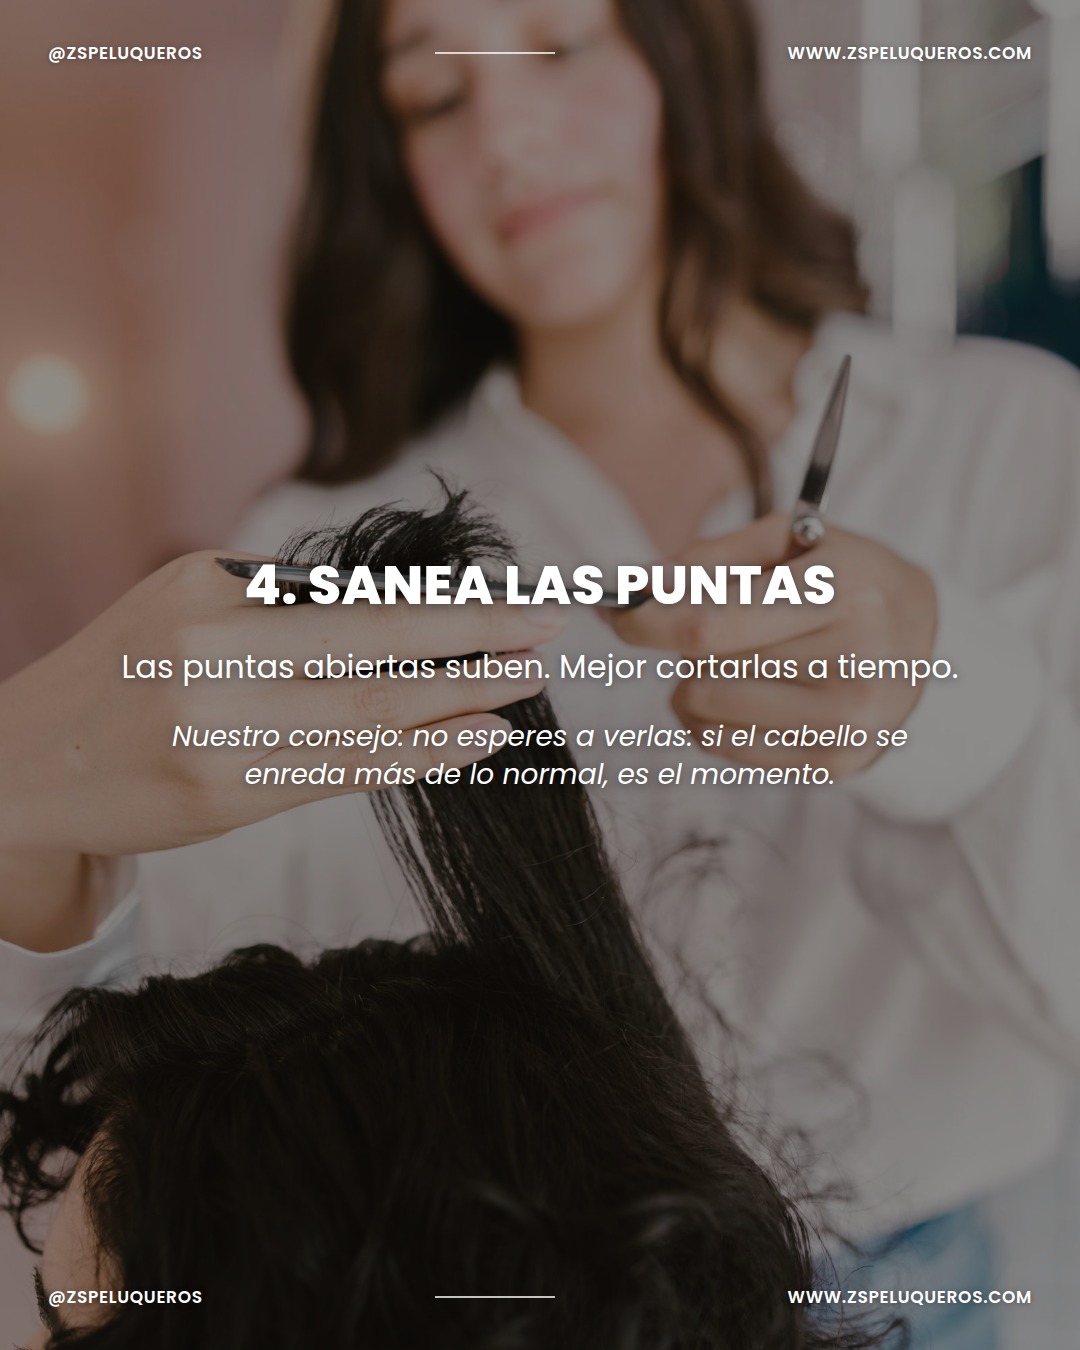 @ZSPELUQUEROS
WWW.ZSPELUQUEROS.COM
4. SANEA LAS PUNTAS
Las puntas abiertas suben. Mejor cortarlas a tiempo.
Nuestro consejo: no esperes a verlas: si el cabello se
enreda más de lo normal, es el momento.
@ZSPELUQUEROS
WWW.ZSPELUQUEROS.COM